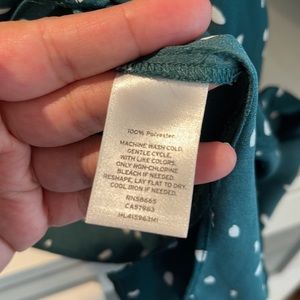 100% Polyester
MACHINE WASH COLD,
GENTLE CYCLE,
WITH LIKE COLORS.
ONLY NON-CHLORINE
BLEACH IF NEEDED.
RESHAPE, LAY FLAT TO DRY.
COOL IRON IF NEEDED.
RN58665
CA57963